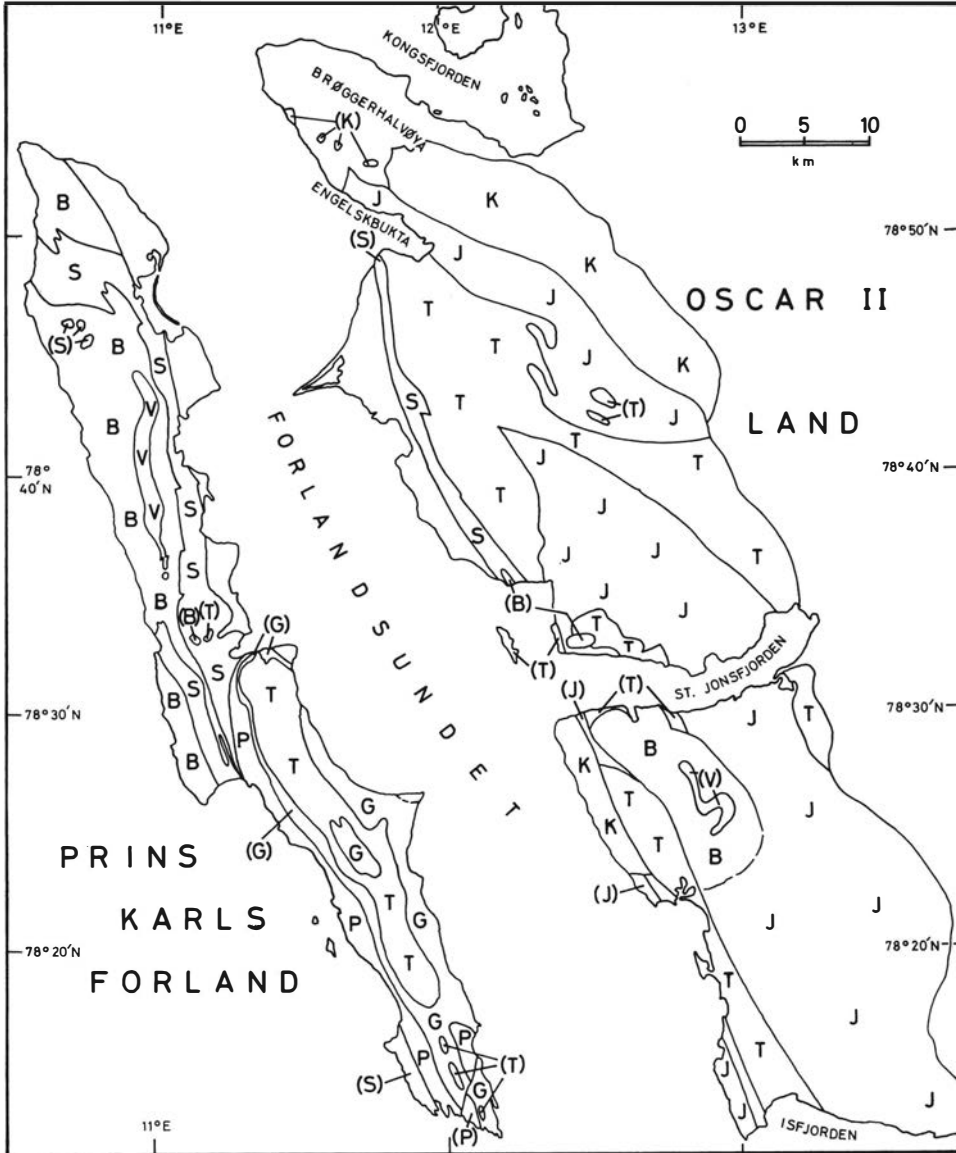 11°E
12°E
13°E
KONGSFJORDEN
BRØGGERHALVØYA
0 5 10
km
(K)
ENGELSKBUKTA
J
K
B
78°50'N
(S)
J
K
S
T
OSCAR II
(S)
B
S
T
J
K
V
S
T
(T)
J
LAND
B
FORLANDSUNDET
T
J
T
78°40'N
78°
40'N
V
V
S
T
J
B
S
S
J
J
T
B
(B)
(T)
(B)
J
J
T
T
(G)
S
(T)
ST. JONSFJORDEN
78°30'N
78°30'N
B
S
T
(J)
(T)
J
T
B
P
T
K
B
(V)
J
(G)
G
T
K
T
B
PRINS
G
(J)
J
J
KARLS
P
T
G
78°20'N
78°20'N
FORLAND
T
T
J
G
P
P
(T)
T
J
(S)
G
J
J
(P)
ISFJORDEN
11°E